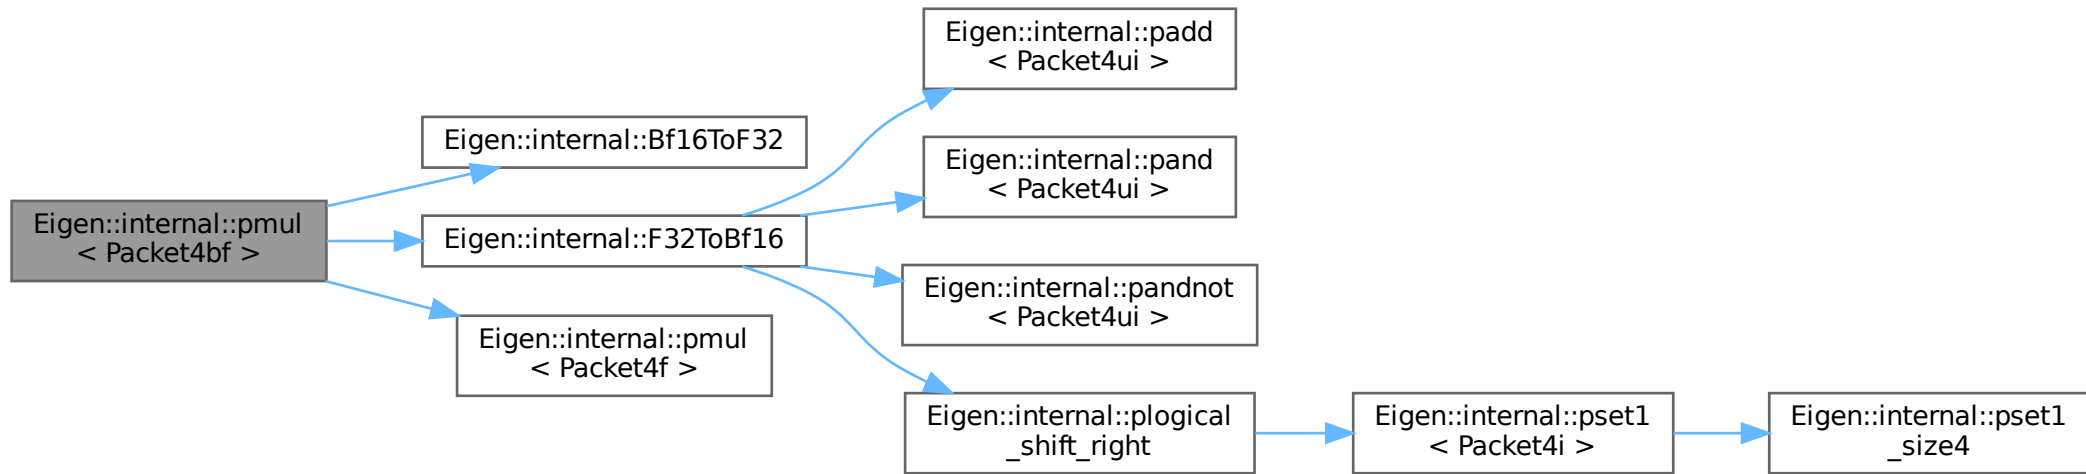 Eigen::internal::pmul
< Packet4bf >
Eigen::internal::Bf16ToF32
Eigen::internal::F32ToBf16
Eigen::internal::pmul
< Packet4f >
Eigen::internal::padd
< Packet4ui >
Eigen::internal::pand
< Packet4ui >
Eigen::internal::pandnot
< Packet4ui >
Eigen::internal::plogical
_shift_right
Eigen::internal::pset1
< Packet4i >
Eigen::internal::pset1
_size4